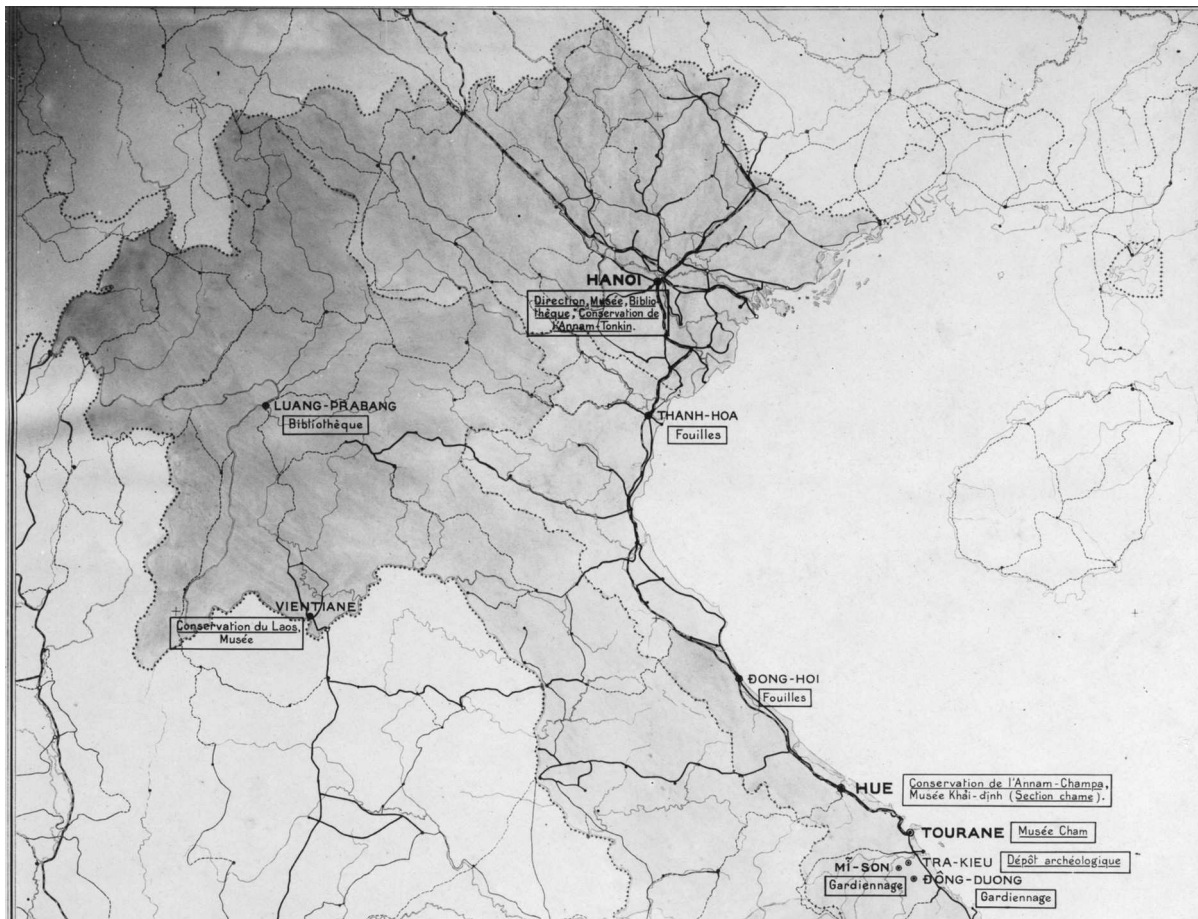 HANOI
Direction, Musée, Biblio-
thèque, Conservation de
l'Annam-Tonkin.
LUANG-PRABANG
Bibliothèque
THANH-HOA
Fouilles
VIENTIANE
Conservation du Laos,
Musée
ĐONG-HOI
Fouilles
HUE
Conservation de l'Annam-Champa,
Musée Khải-dịnh (Section chame).
TOURANE
Musée Cham
TRA-KIEU
Dépôt archéologique
MĨ-SON
Gardiennage
ĐÔNG-DUONG
Gardiennage